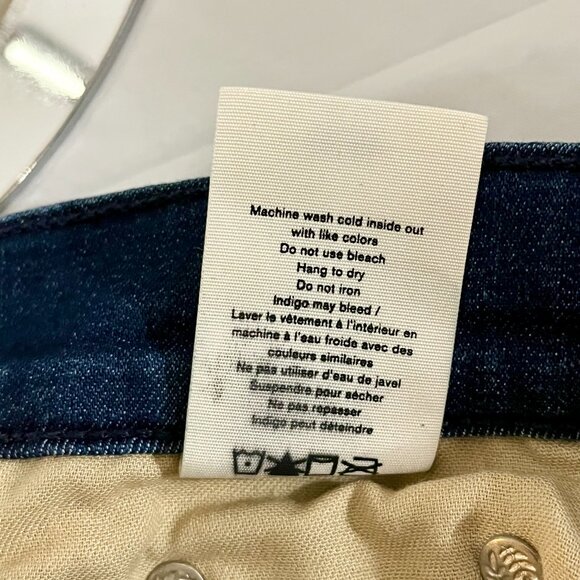 Machine wash cold inside out
with like colors
Do not use bleach
Hang to dry
Do not iron
Indigo may bleed /
Laver le vêtement à l'intérieur en
machine à l'eau froide avec des
couleurs similaires
Ne pas utiliser d'eau de javel
Suspendre pour sécher
Ne pas repasser
Indigo peut déteindre